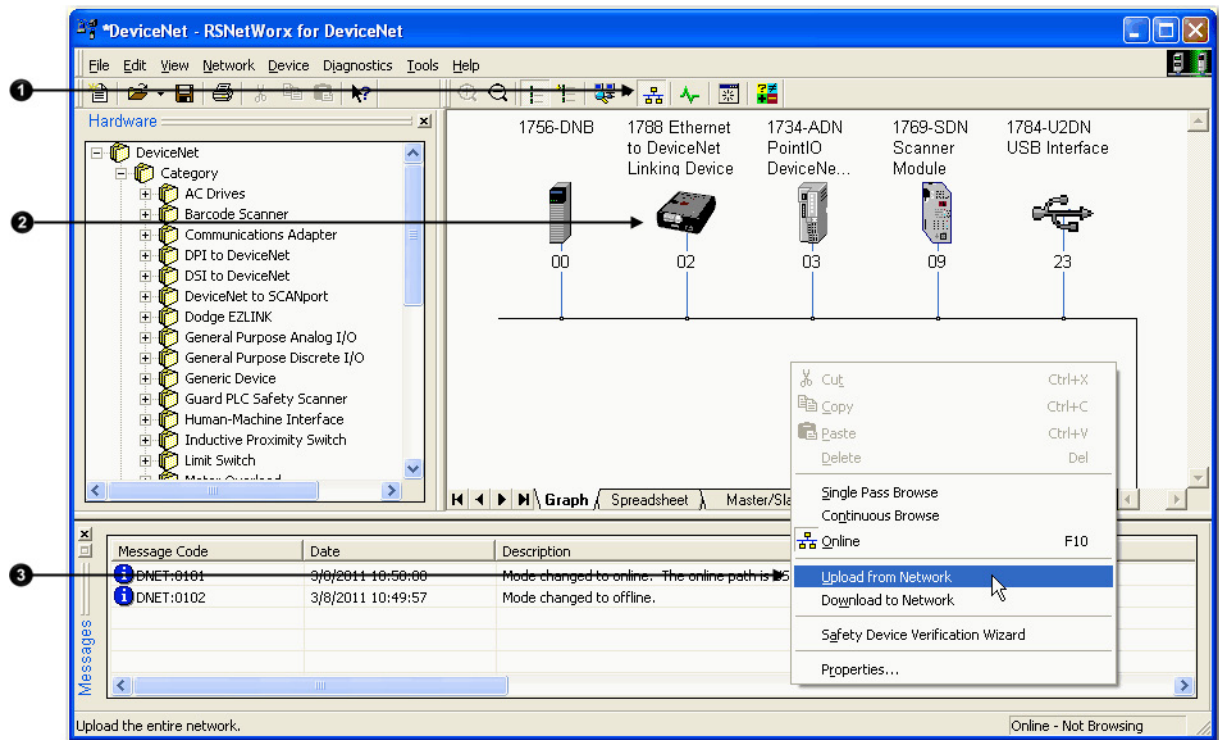 *DeviceNet - RSNetWorx for DeviceNet
File Edit View Network Device Diagnostics Tools Help
1
Hardware
DeviceNet
Category
AC Drives
Barcode Scanner
Communications Adapter
DPI to DeviceNet
DSI to DeviceNet
DeviceNet to SCANport
Dodge EZLINK
General Purpose Analog I/O
General Purpose Discrete I/O
Generic Device
Guard PLC Safety Scanner
Human-Machine Interface
Inductive Proximity Switch
Limit Switch
Motor Overload
2
1756-DNB
00
1788 Ethernet
to DeviceNet
Linking Device
02
1734-ADN
PointIO
DeviceNe...
03
1769-SDN
Scanner
Module
09
1784-U2DN
USB Interface
23
Graph Spreadsheet Master/Sla
Cut Ctrl+X
Copy Ctrl+C
Paste Ctrl+V
Delete Del
Single Pass Browse
Continuous Browse
Online F10
Upload from Network
Download to Network
Safety Device Verification Wizard
Properties...
Messages
Message Code Date Description
3
DNET:0101 3/8/2011 10:50:00 Mode changed to online. The online path is
DNET:0102 3/8/2011 10:49:57 Mode changed to offline.
Upload the entire network.
Online - Not Browsing